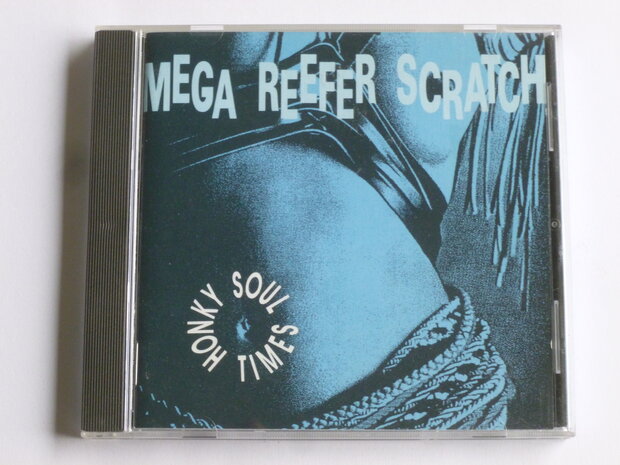 MEGA REEFER SCRATCH
HONKY SOUL TIMES